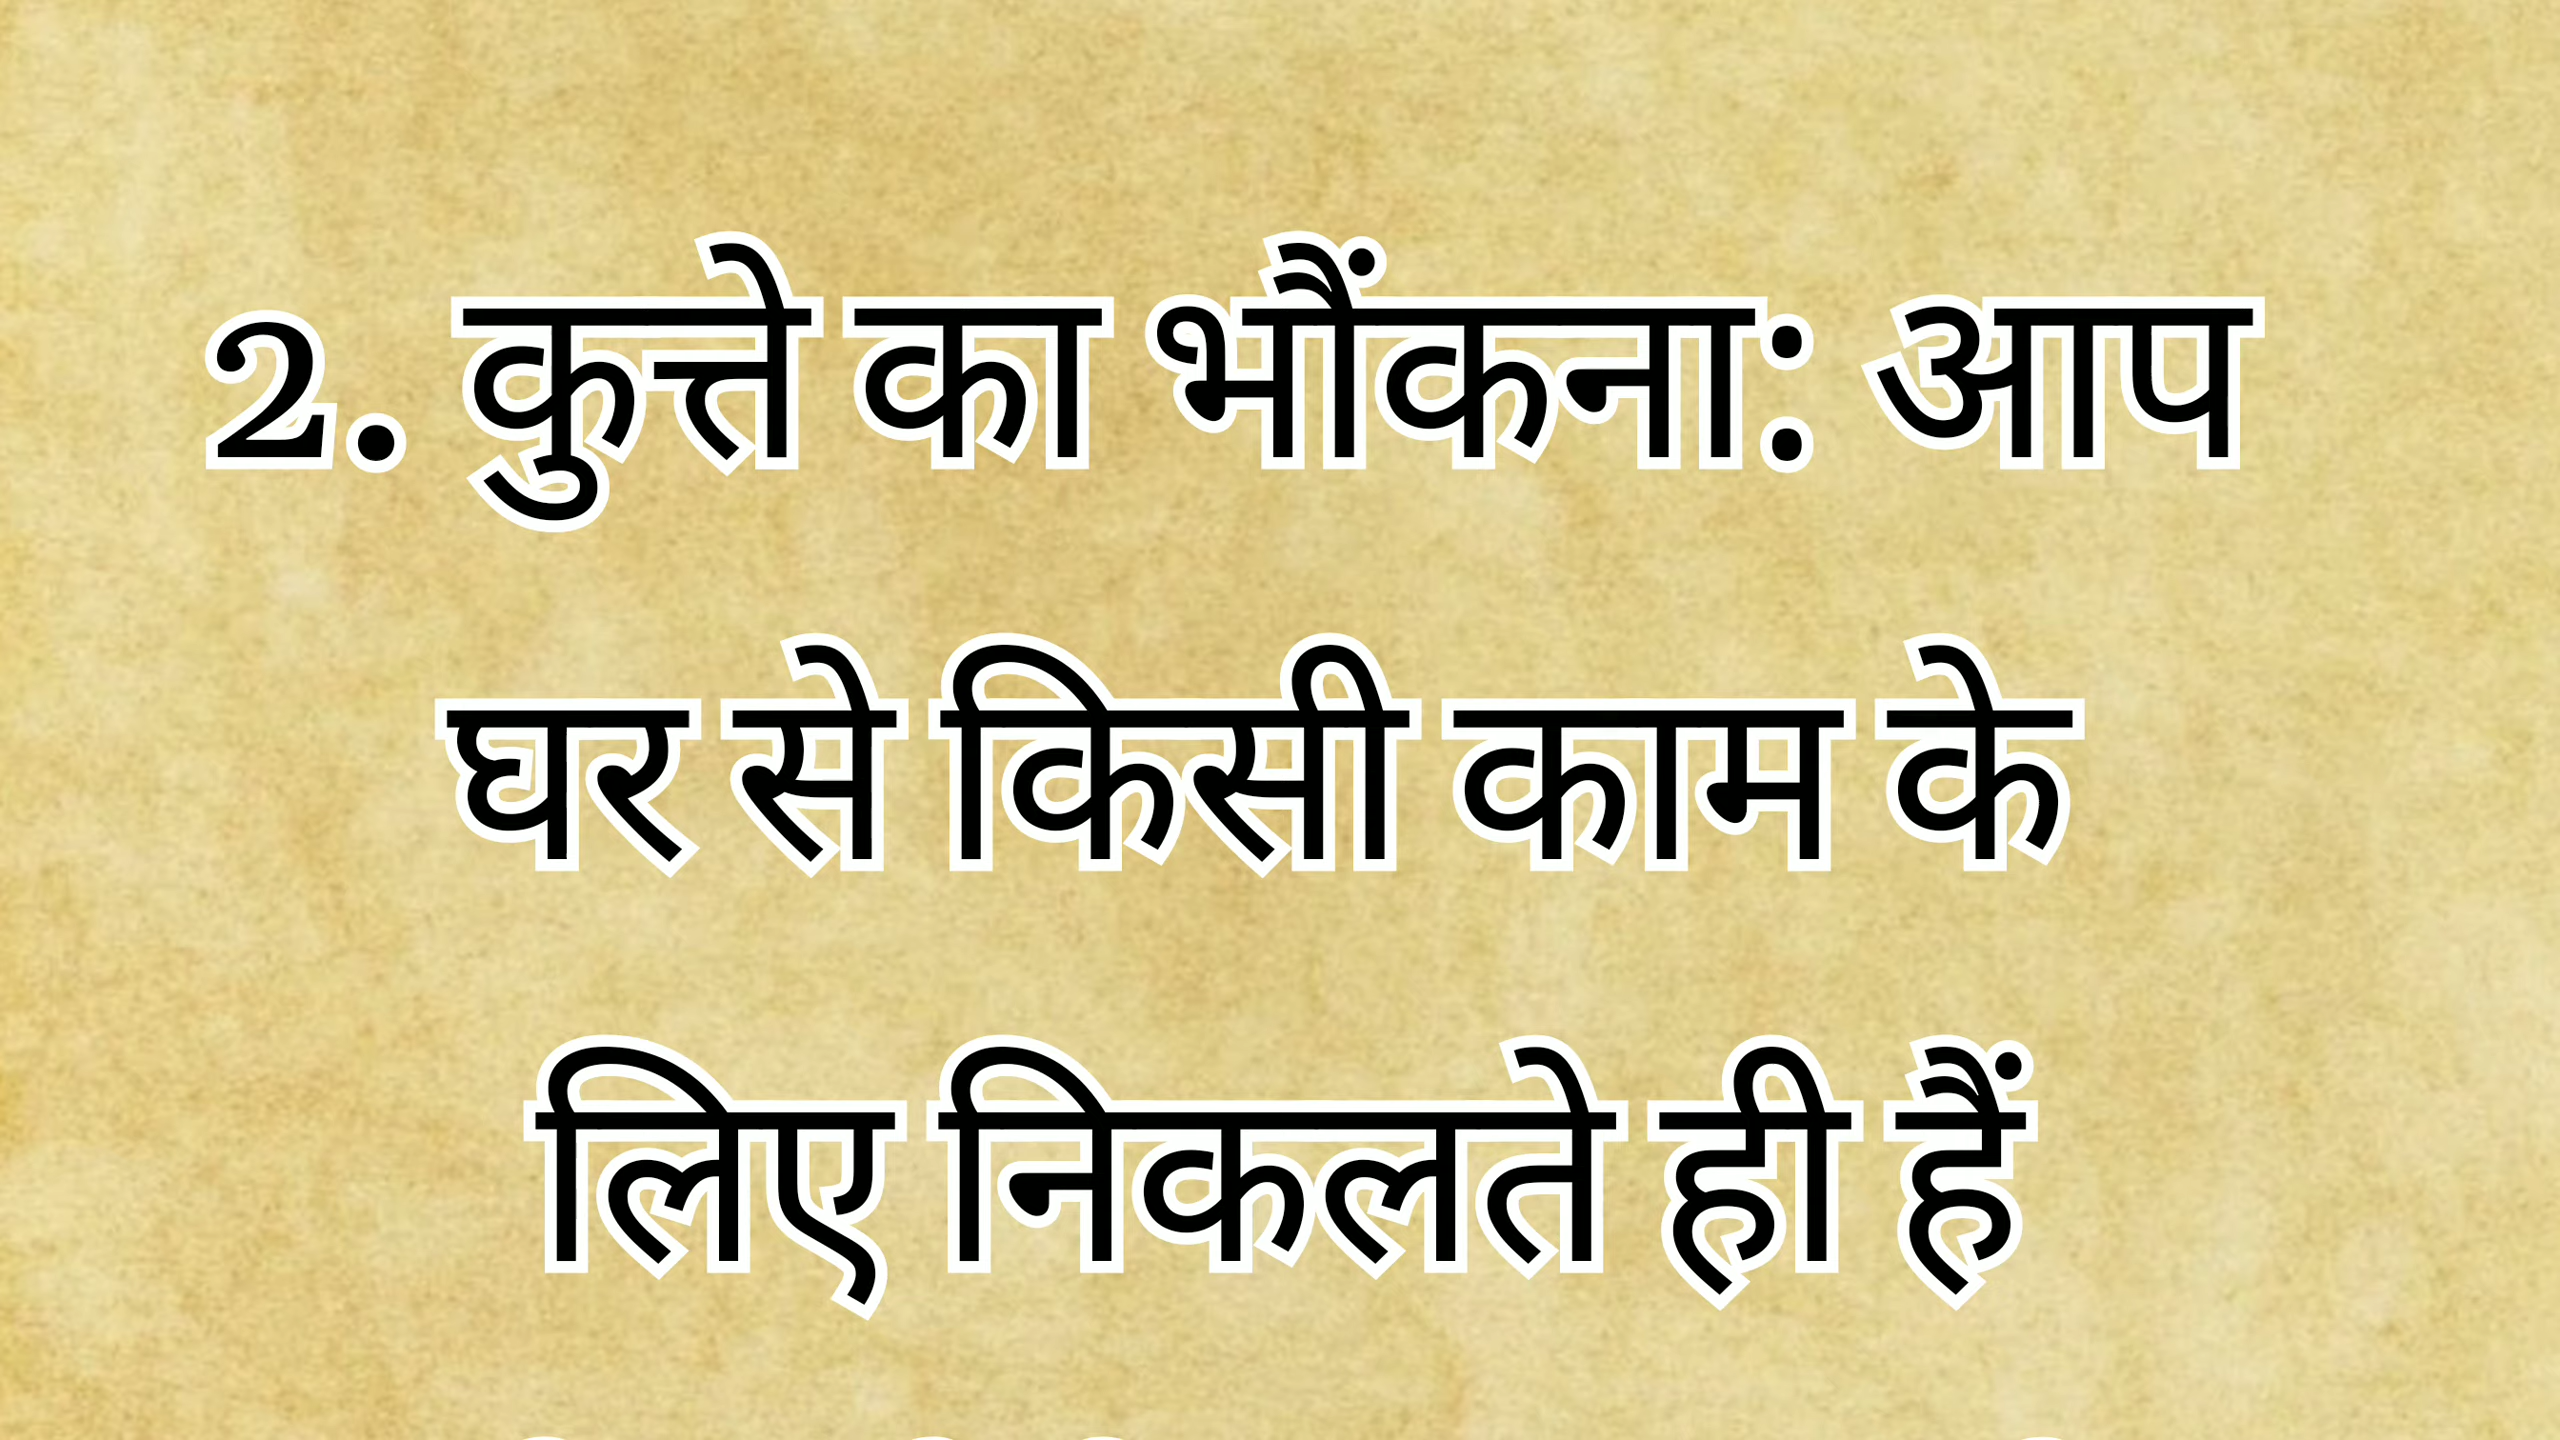 2. कुत्ते का भौंकना: आप
घर से किसी काम के
लिए निकलते ही हैं